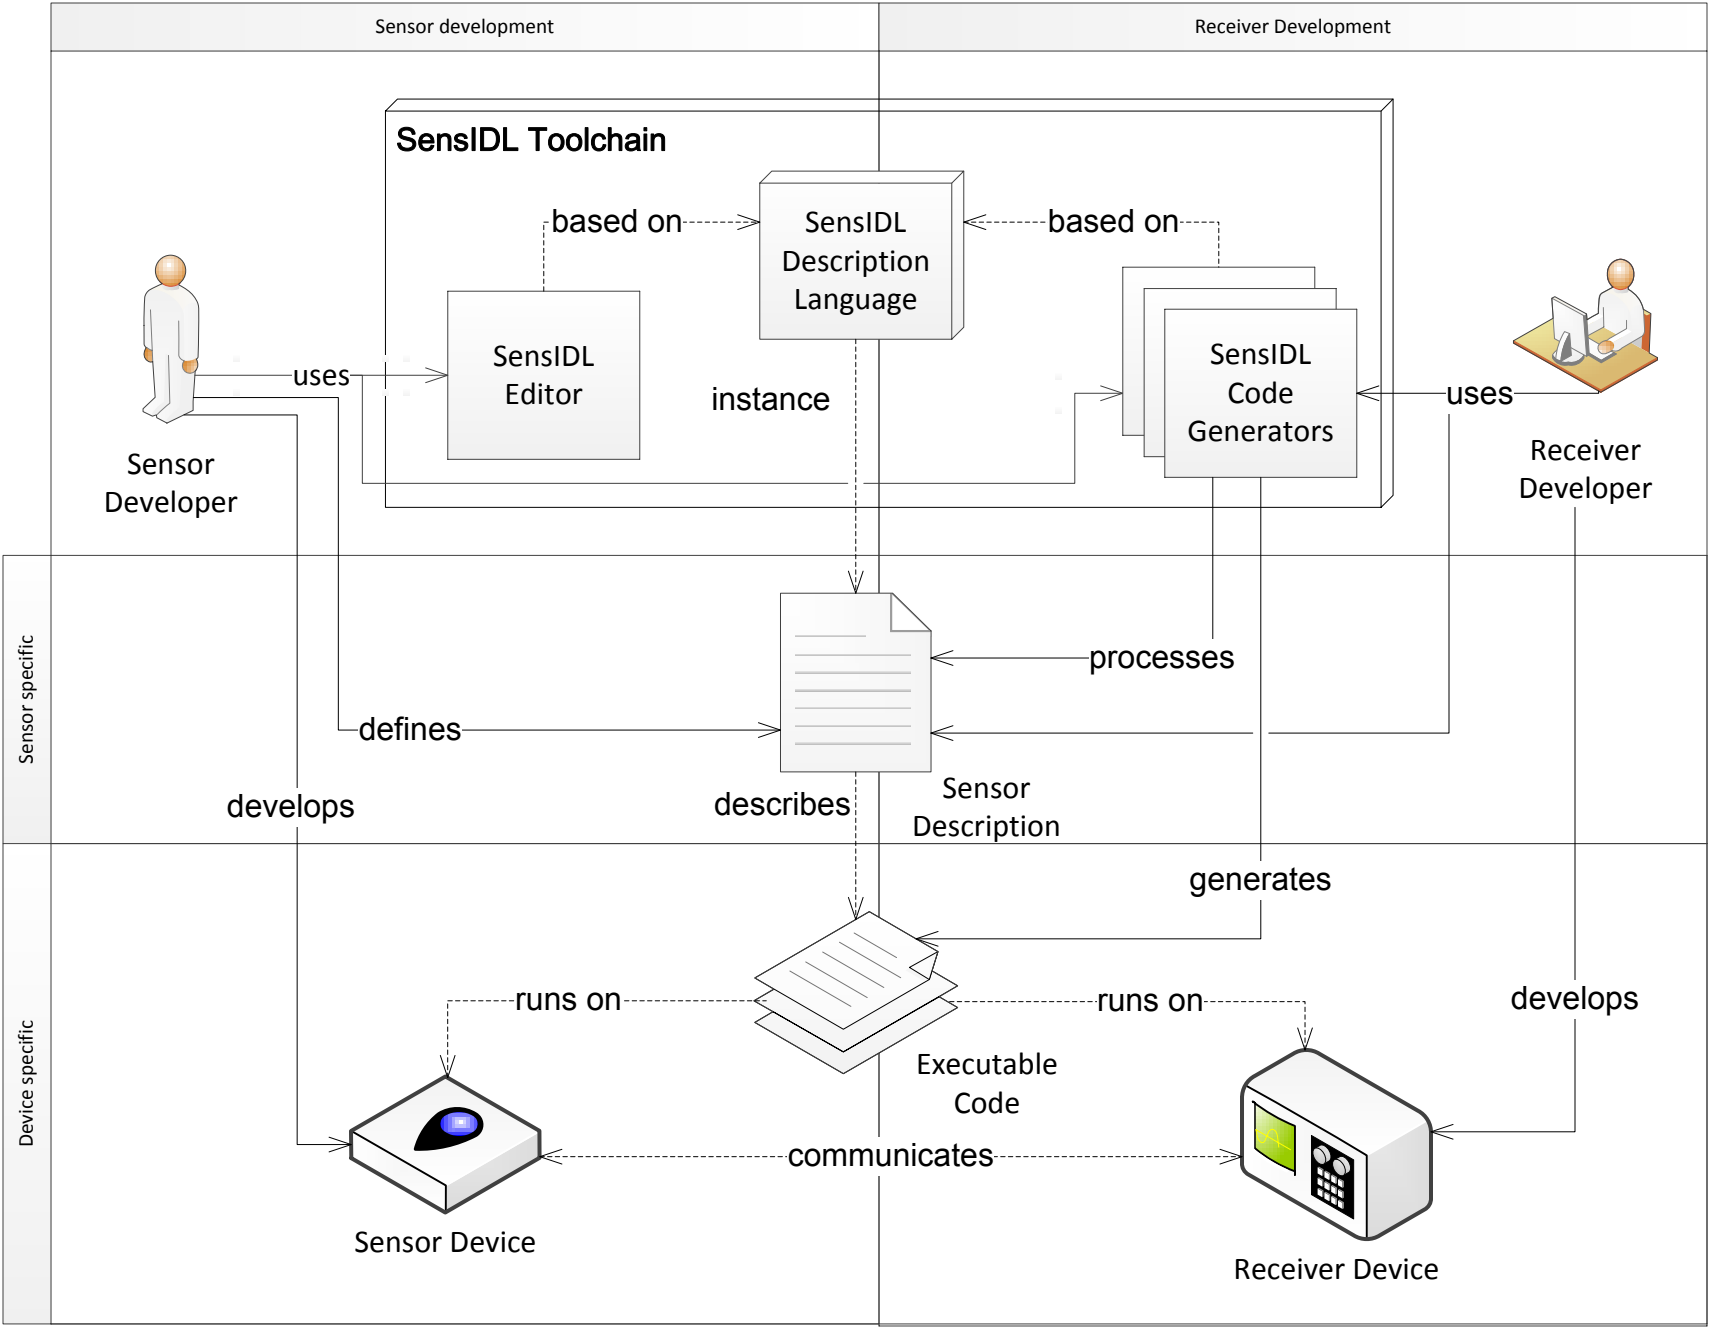 Sensor development
Receiver Development
SensIDL Toolchain
based on
SensIDL
Description
Language
based on
SensIDL
Editor
SensIDL
Code
Generators
uses
uses
instance
Sensor
Developer
Receiver
Developer
Sensor specific
processes
defines
develops
describes
Sensor
Description
Device specific
generates
runs on
runs on
develops
Executable
Code
communicates
Sensor Device
Receiver Device